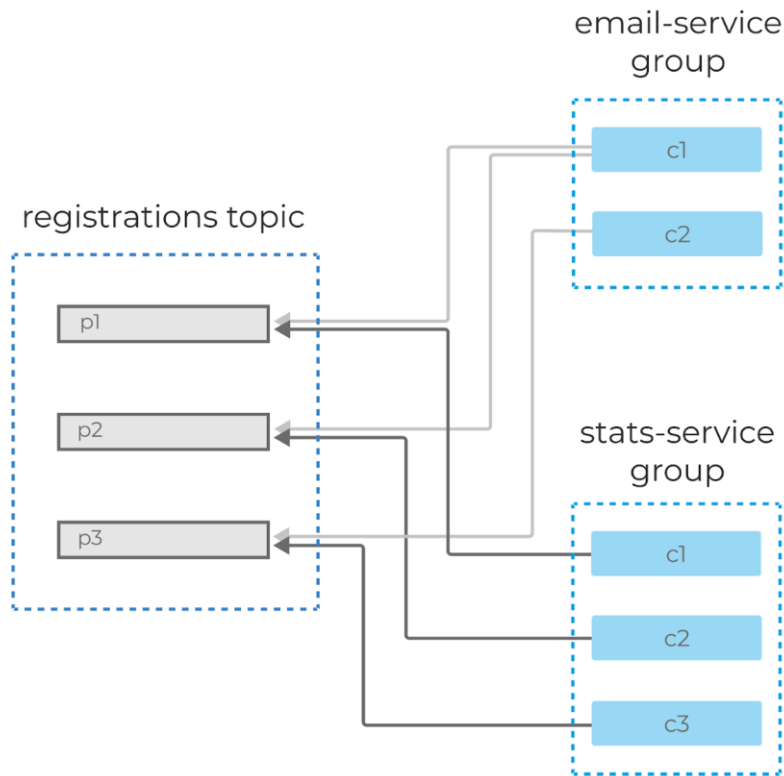 email-service
group
c1
c2
registrations topic
p1
p2
p3
stats-service
group
c1
c2
c3